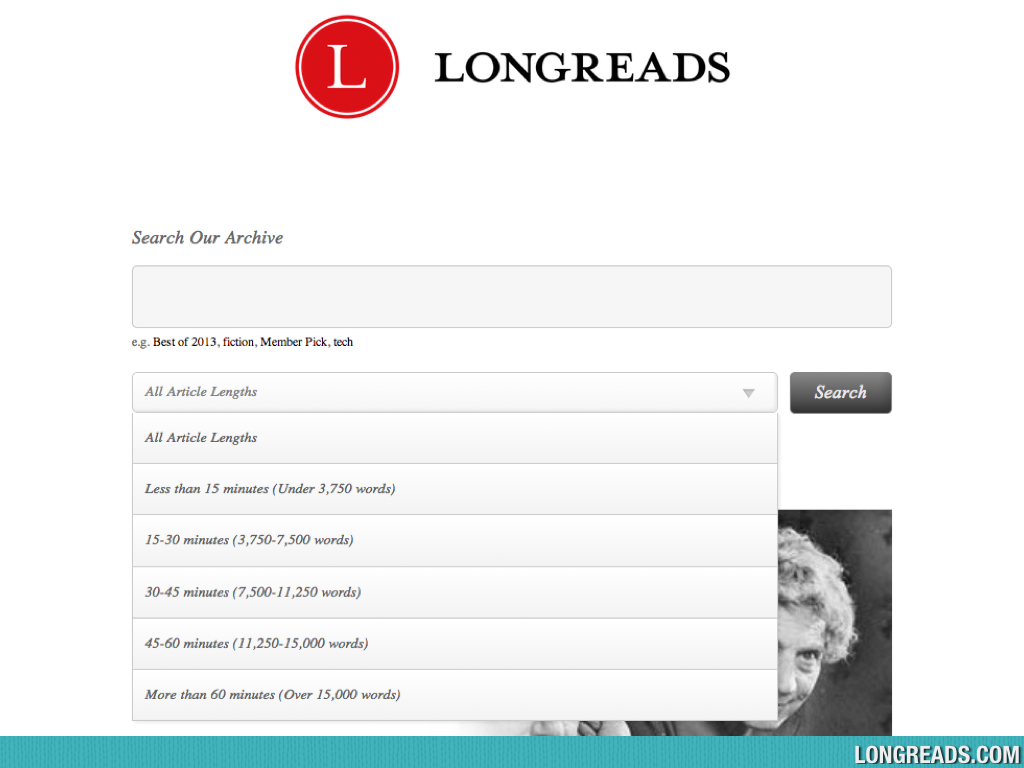 L
LONGREADS
Search Our Archive
e.g. Best of 2013, fiction, Member Pick, tech
All Article Lengths
Search
All Article Lengths
Less than 15 minutes (Under 3,750 words)
15-30 minutes (3,750-7,500 words)
30-45 minutes (7,500-11,250 words)
45-60 minutes (11,250-15,000 words)
More than 60 minutes (Over 15,000 words)
LONGREADS.COM